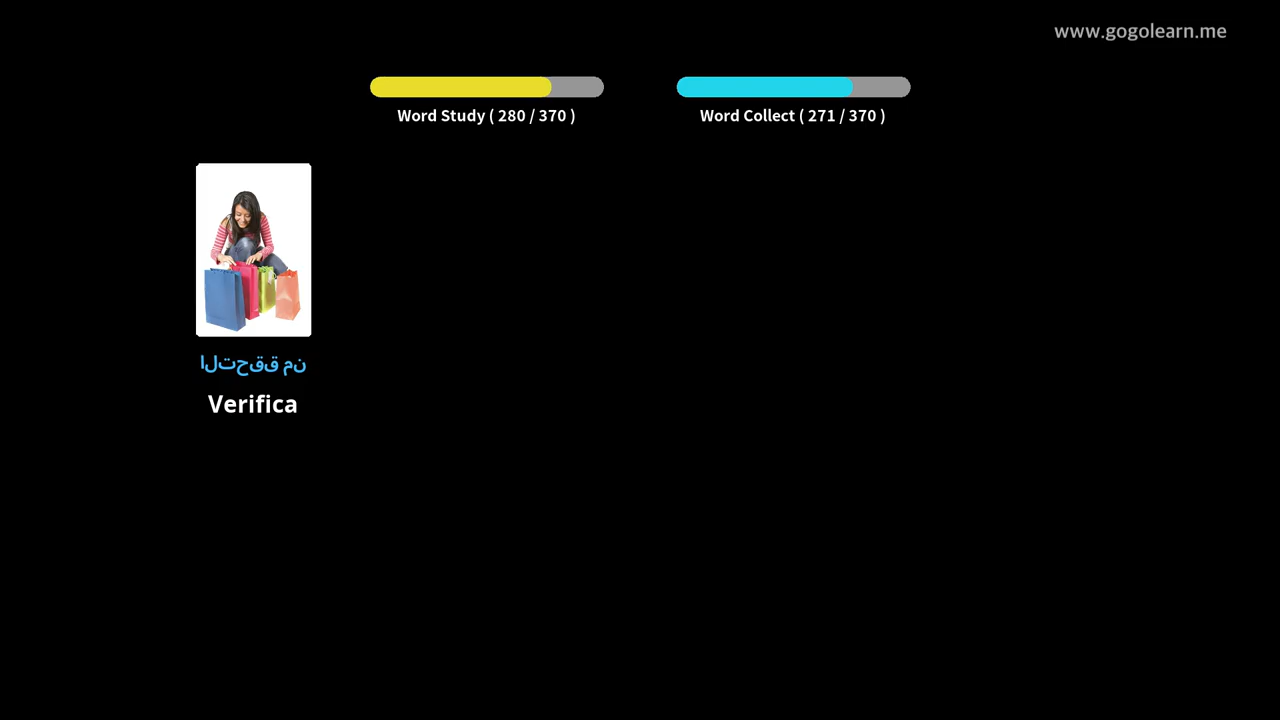 www.gogolearn.me
Word Study ( 280 / 370 )
Word Collect ( 271 / 370 )
التحقق من
Verifica